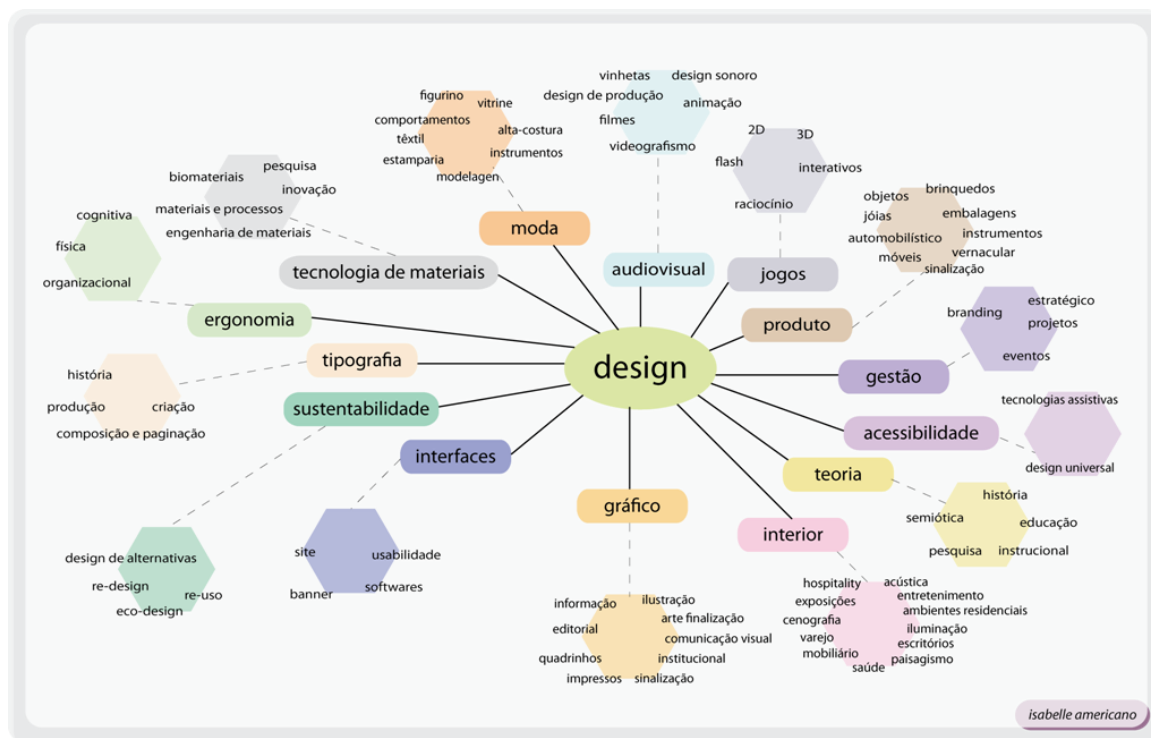 design
moda
figurino
vitrine
comportamentos
alta-costura
têxtil
instrumentos
estamparia
modelagen
audiovisual
vinhetas
design sonoro
design de produção
animação
filmes
videografismo
jogos
2D
3D
flash
interativos
raciocínio
produto
objetos
brinquedos
jóias
embalagens
automobilístico
instrumentos
móveis
vernacular
sinalização
gestão
branding
estratégico
projetos
eventos
acessibilidade
tecnologias assistivas
design universal
teoria
história
semiótica
educação
pesquisa
instrucional
interior
hospitality
acústica
exposições
entretenimento
cenografia
ambientes residenciais
varejo
iluminação
mobiliário
escritórios
saúde
paisagismo
gráfico
informação
ilustração
editorial
arte finalização
comunicação visual
quadrinhos
institucional
impressos
sinalização
interfaces
site
usabilidade
banner
softwares
sustentabilidade
design de alternativas
re-design
re-uso
eco-design
tipografia
história
produção
criação
composição e paginação
ergonomia
cognitiva
física
organizacional
tecnologia de materiais
biomateriais
pesquisa
inovação
materiais e processos
engenharia de materiais
isabelle americano